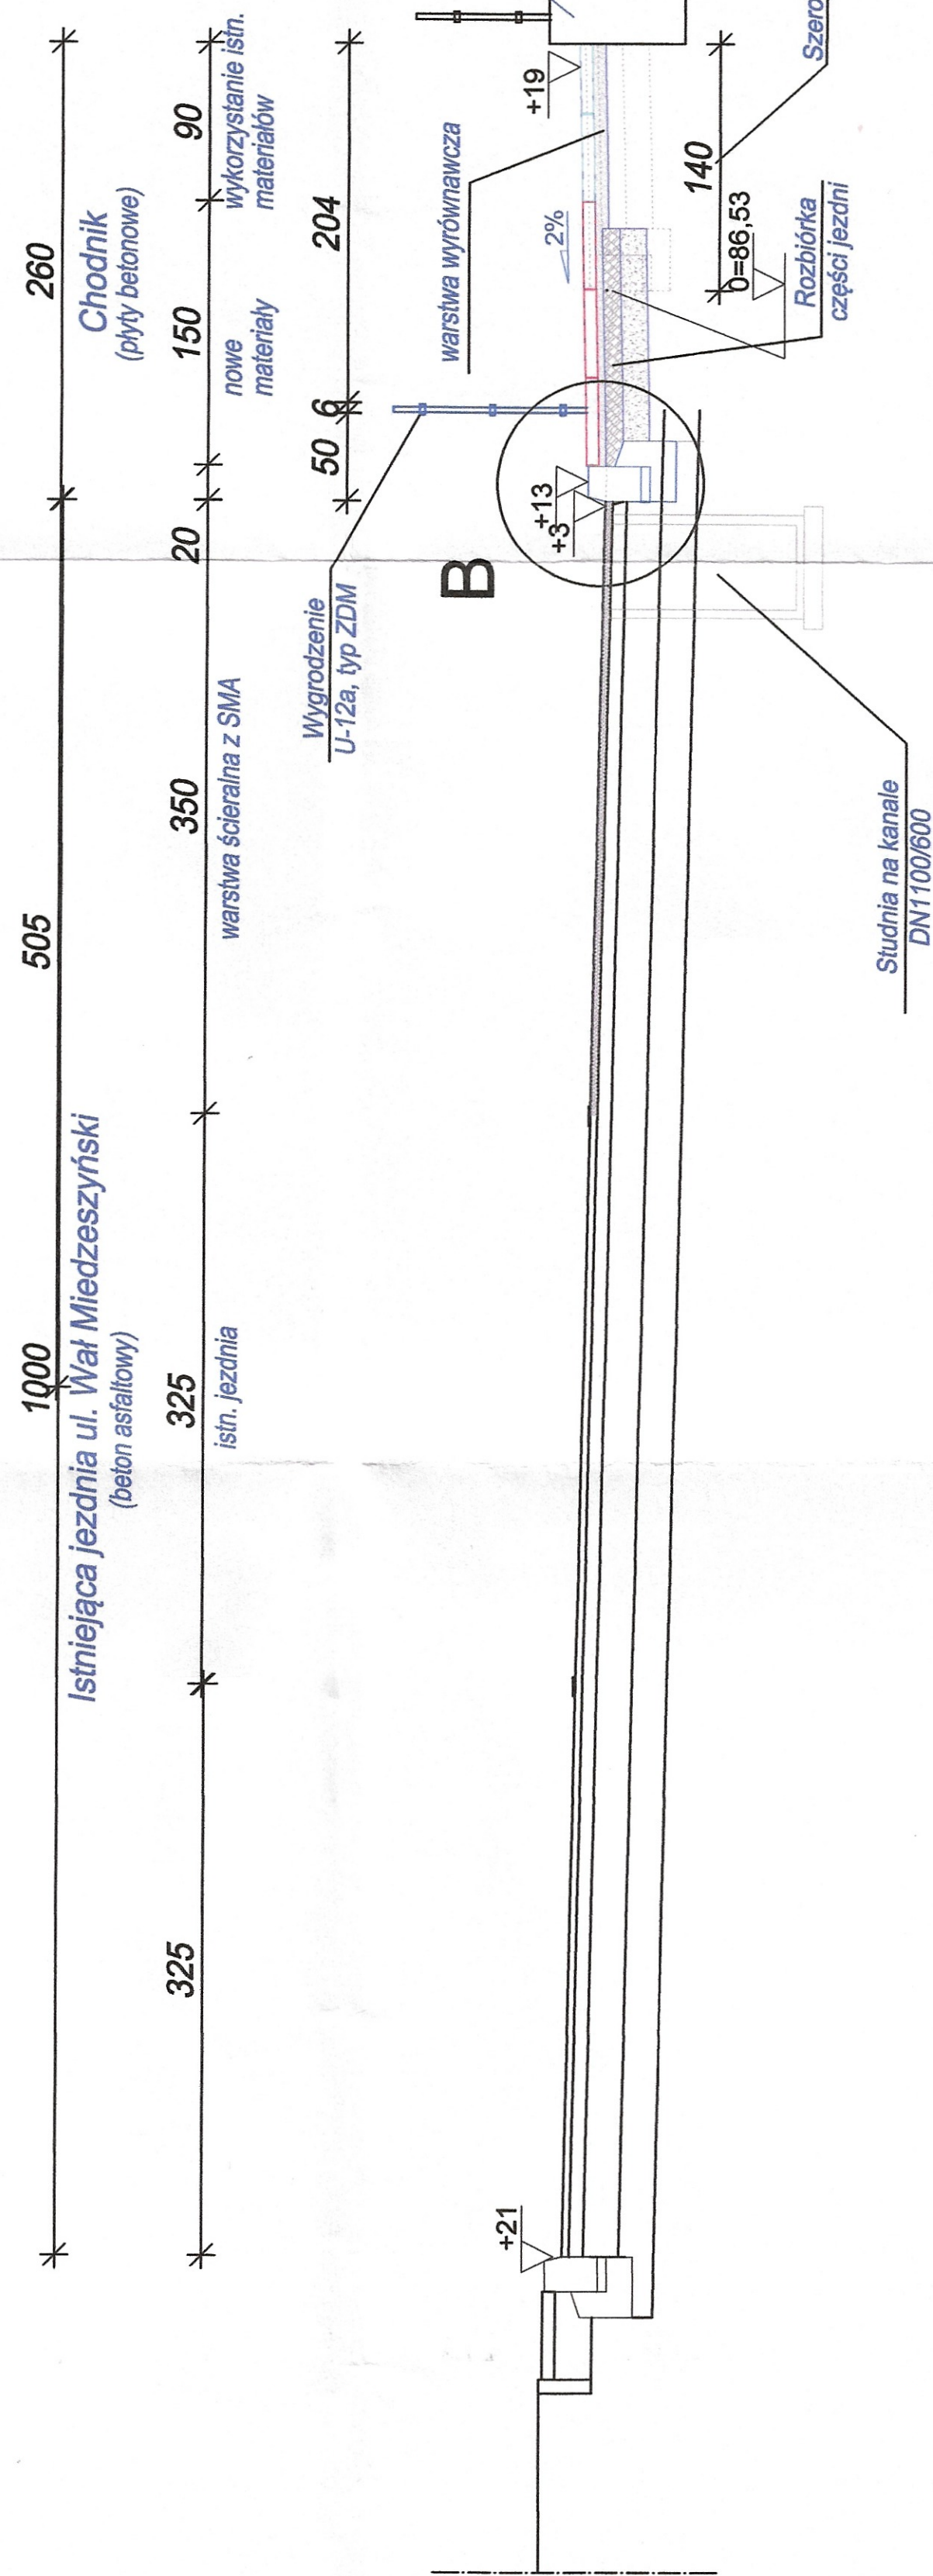 1000
505
260
Istniejąca jezdnia ul. Wał Miedzeszyński
(beton asfaltowy)
Chodnik
(płyty betonowe)
325
325
350
20
150
90
istn. jezdnia
warstwa ścieralna z SMA
nowe
materiały
wykorzystanie istn.
materiałów
50
6
204
Wygrodzenie
U-12a, typ ZDM
warstwa wyrównawcza
B
+21
+3
+13
2%
+19
140
0=86,53
Rozbiórka
części jezdni
Szero
Studnia na kanale
DN1100/600